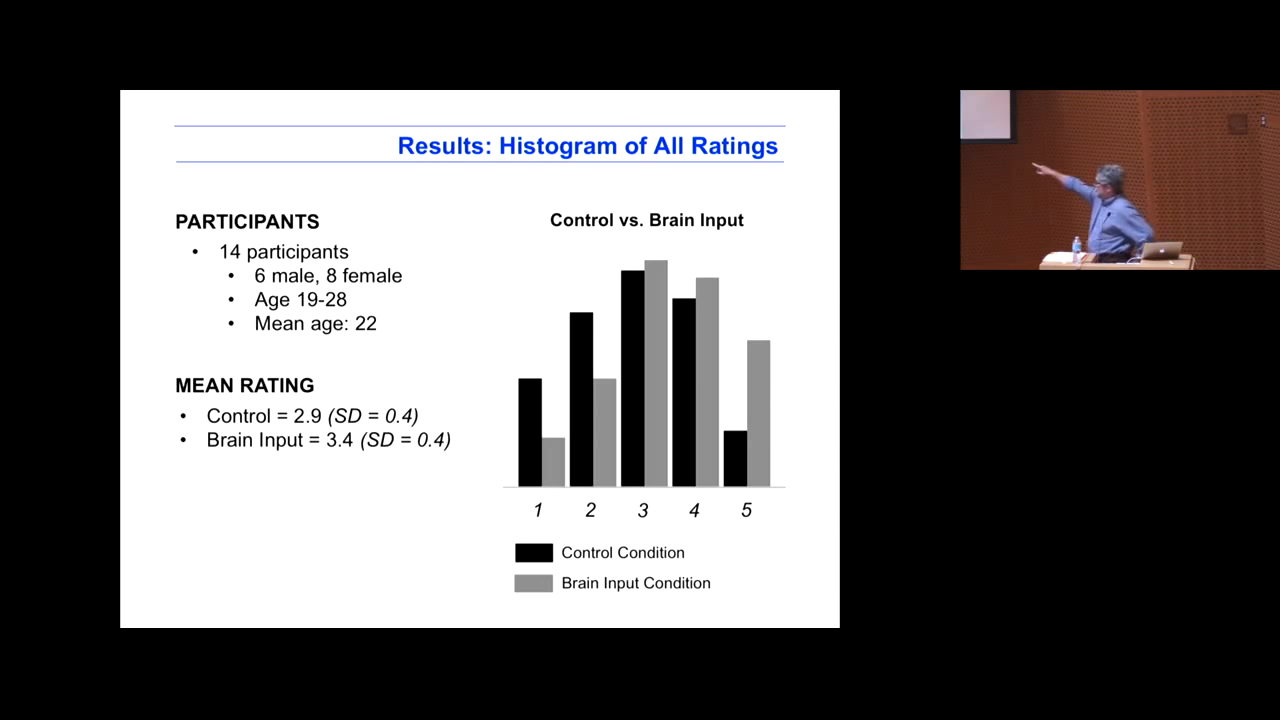 Results: Histogram of All Ratings
PARTICIPANTS
• 14 participants
• 6 male, 8 female
• Age 19-28
• Mean age: 22
MEAN RATING
• Control = 2.9 (SD = 0.4)
• Brain Input = 3.4 (SD = 0.4)
Control vs. Brain Input
1 2 3 4 5
Control Condition
Brain Input Condition